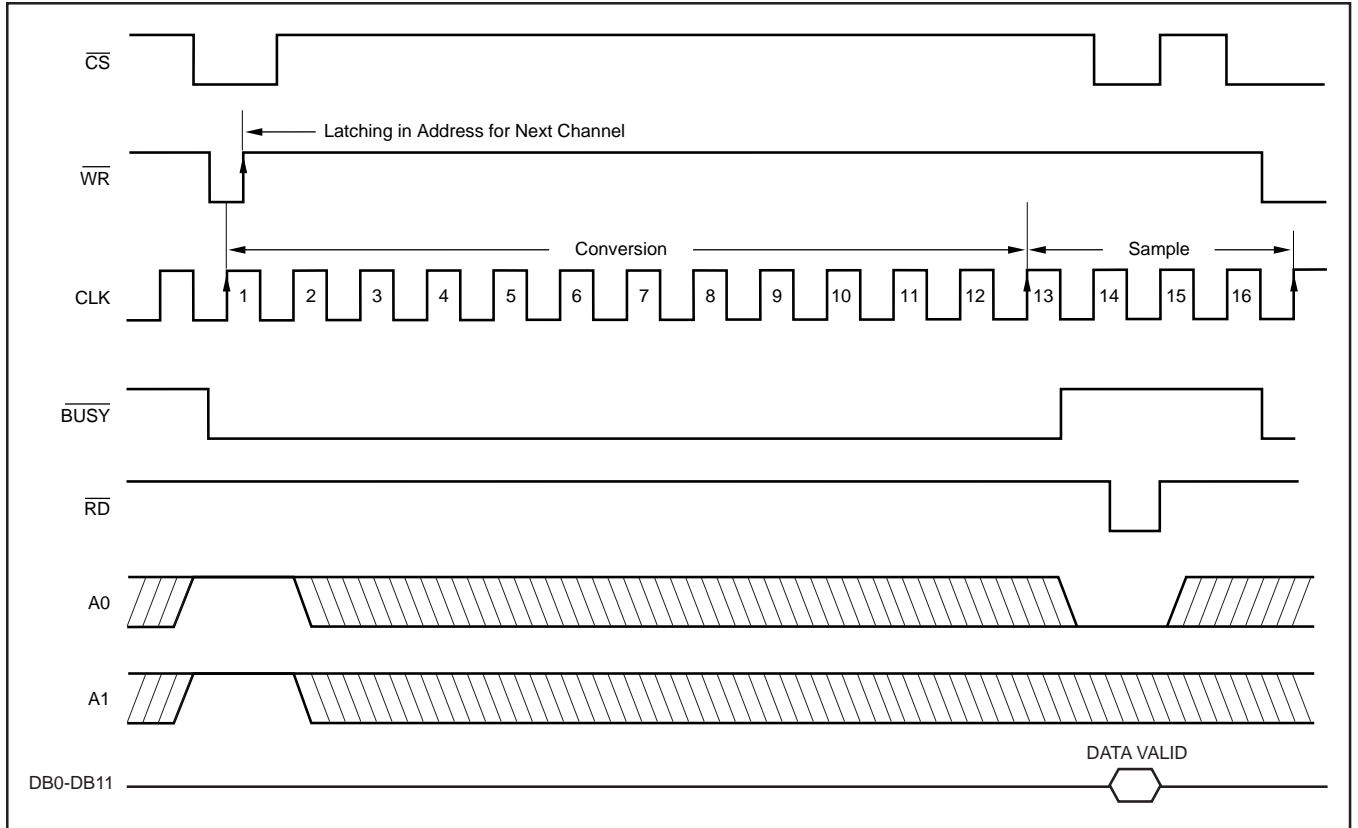 CS
Latching in Address for Next Channel
WR
Conversion
Sample
CLK
1 2 3 4 5 6 7 8 9 10 11 12 13 14 15 16
BUSY
RD
A0
A1
DATA VALID
DB0-DB11